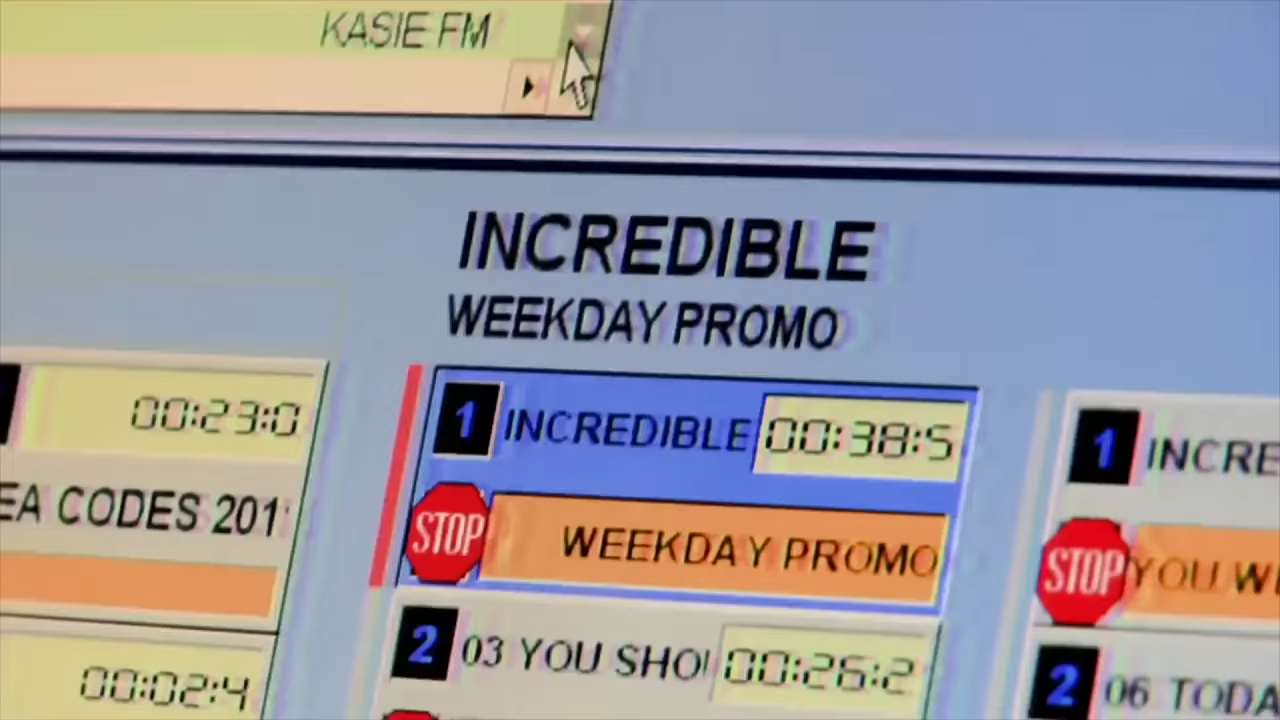 KASIE FM
INCREDIBLE
WEEKDAY PROMO
00:23:0
1 INCREDIBLE 00:38:5
1 INCRE
EA CODES 201
STOP WEEKDAY PROMO
STOP YOU W
00:02:4
2 03 YOU SHO 00:26:2
2 06 TODA